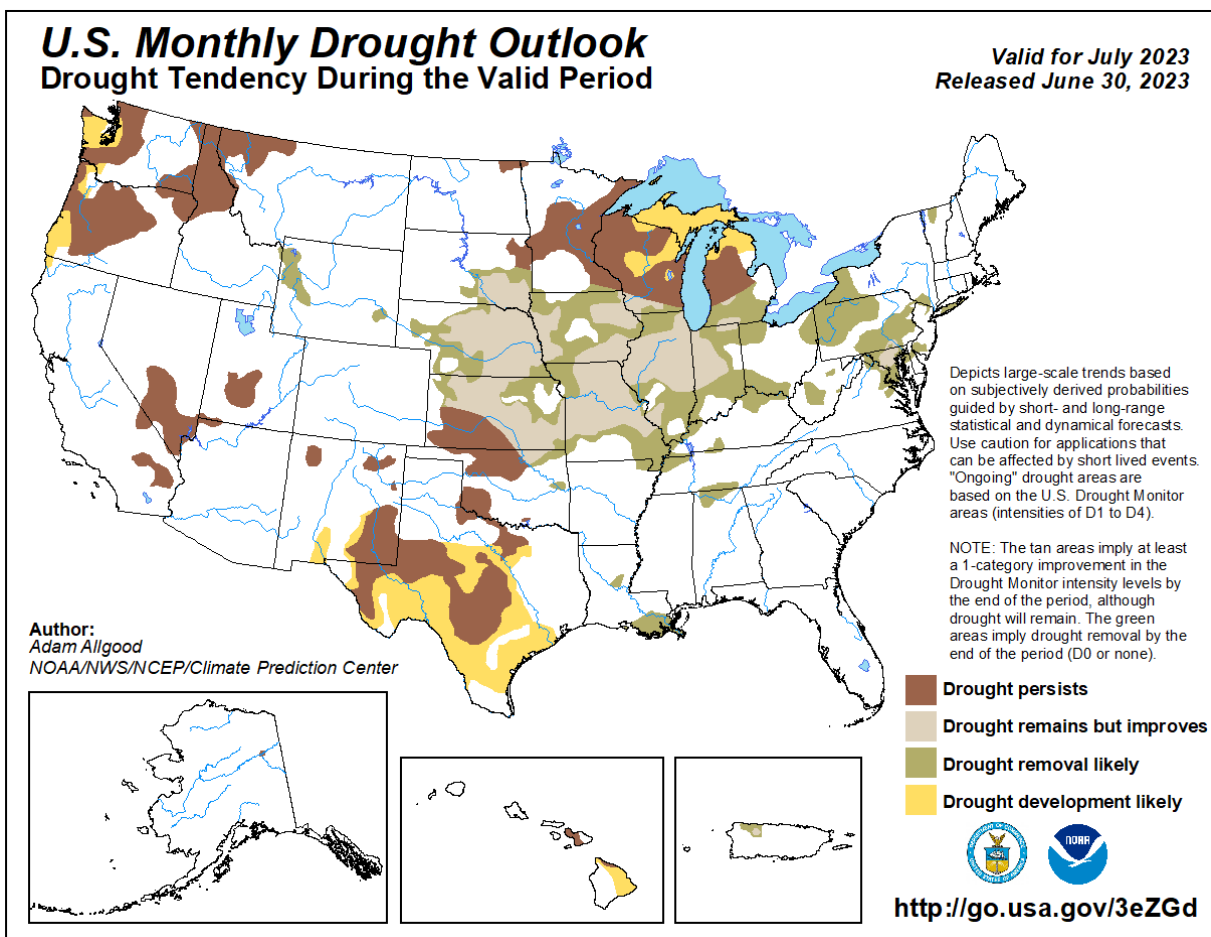 U.S. Monthly Drought Outlook
Drought Tendency During the Valid Period
Valid for July 2023
Released June 30, 2023
Depicts large-scale trends based
on subjectively derived probabilities
guided by short- and long-range
statistical and dynamical forecasts.
Use caution for applications that
can be affected by short lived events.
"Ongoing" drought areas are
based on the U.S. Drought Monitor
areas (intensities of D1 to D4).
NOTE: The tan areas imply at least
a 1-category improvement in the
Drought Monitor intensity levels by
the end of the period, although
drought will remain. The green
areas imply drought removal by the
end of the period (D0 or none).
Author:
Adam Allgood
NOAA/NWS/NCEP/Climate Prediction Center
Drought persists
Drought remains but improves
Drought removal likely
Drought development likely
NOAA
http://go.usa.gov/3eZGd